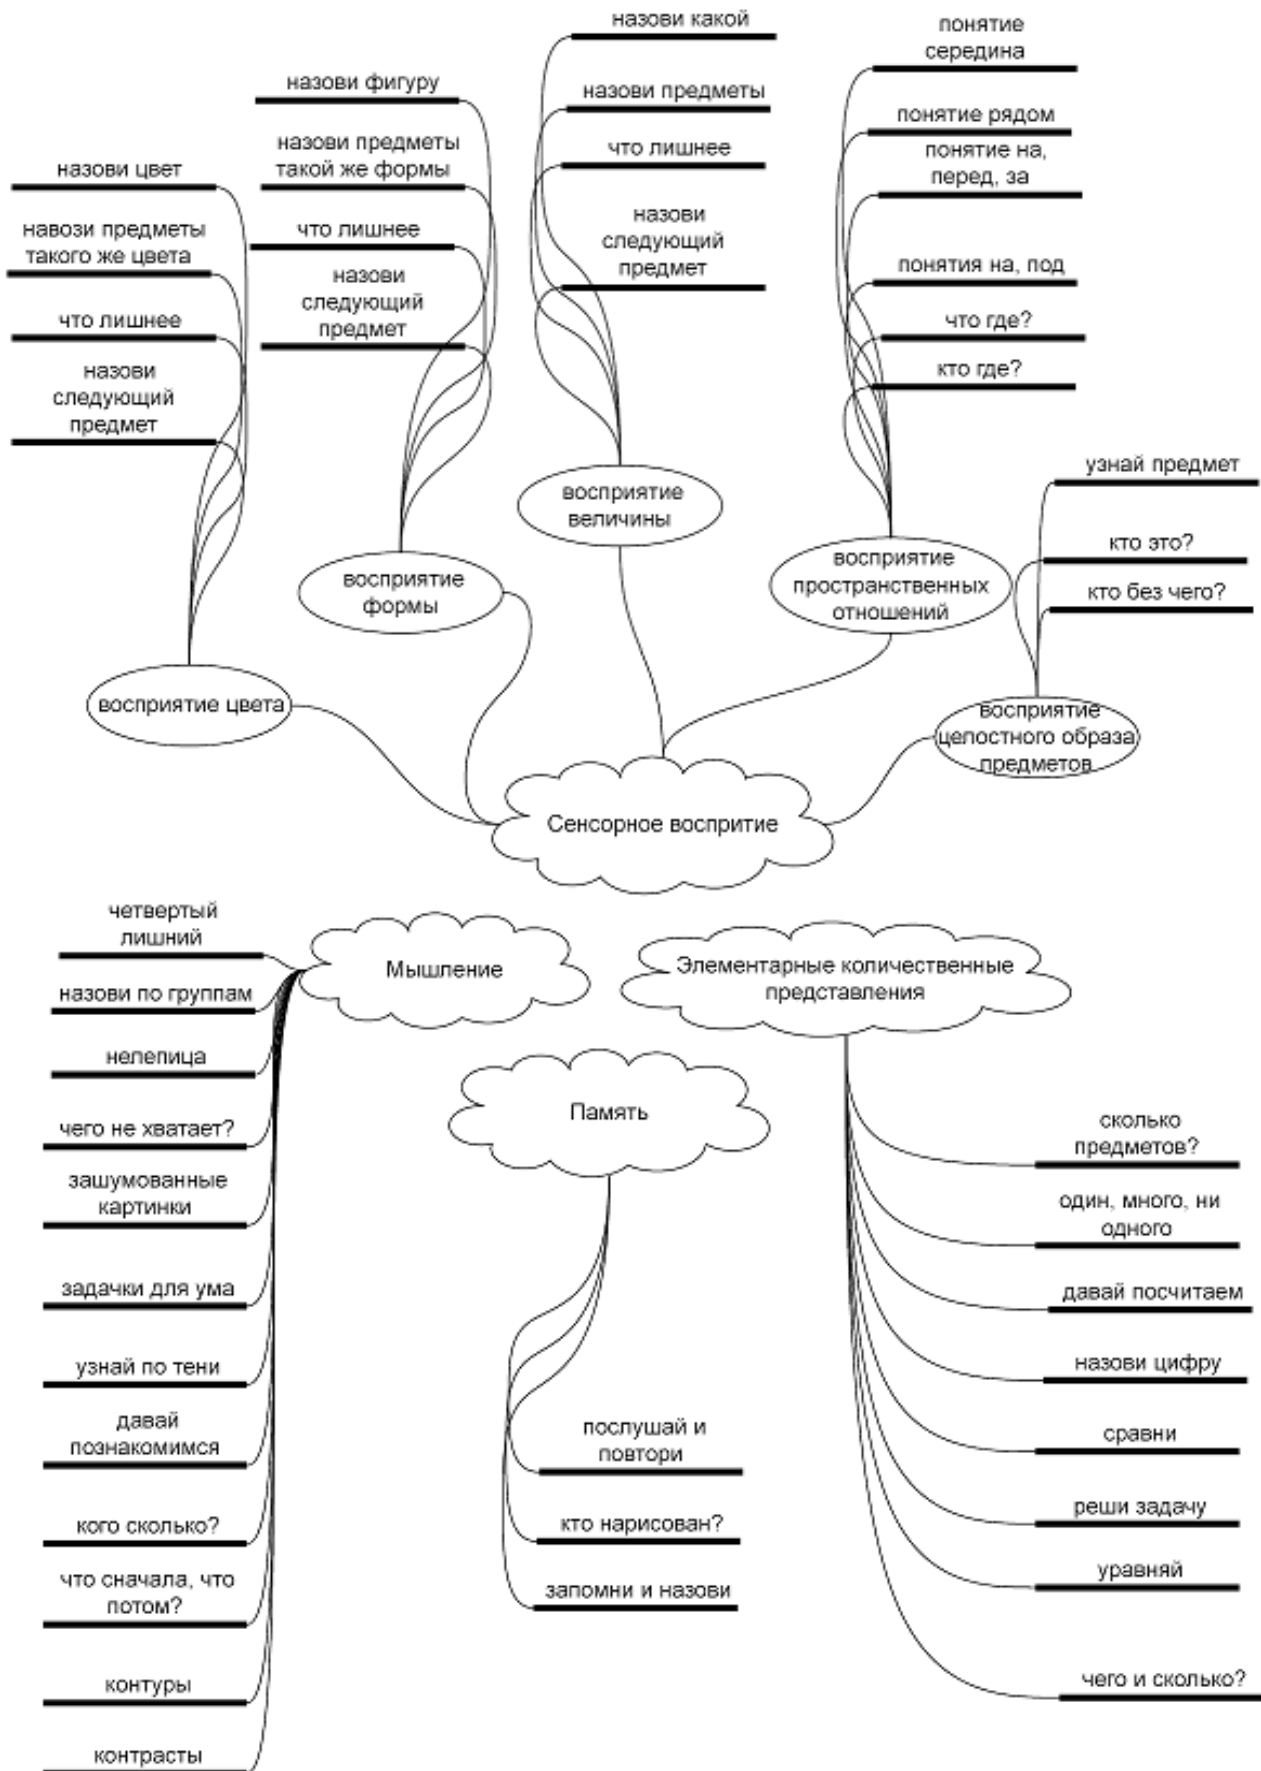 назови какой
понятие
середина
назови фигуру
назови предметы
понятие рядом
назови предметы
такой же формы
что лишнее
понятие на,
перед, за
назови цвет
навози предметы
такого же цвета
что лишнее
назови
следующий
предмет
понятия на, под
назови
следующий
предмет
что лишнее
что где?
назови
следующий
предмет
кто где?
узнай предмет
восприятие
величины
кто это?
восприятие
формы
восприятие
пространственных
отношений
кто без чего?
восприятие цвета
восприятие
целостного образа
предметов
Сенсорное воспритие
четвертый
лишний
Мышление
Элементарные количественные
представления
назови по группам
нелепица
Память
чего не хватает?
сколько
предметов?
зашумованные
картинки
один, много, ни
одного
задачки для ума
давай посчитаем
узнай по тени
назови цифру
давай
познакомимся
послушай и
повтори
сравни
кого сколько?
кто нарисован?
реши задачу
что сначала, что
потом?
запомни и назови
уравняй
контуры
чего и сколько?
контрасты